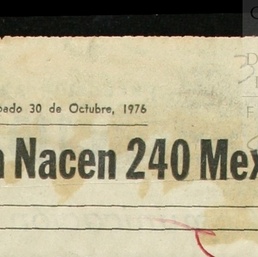 bado 30 de Octubre, 1976
a Nacen 240 Mex